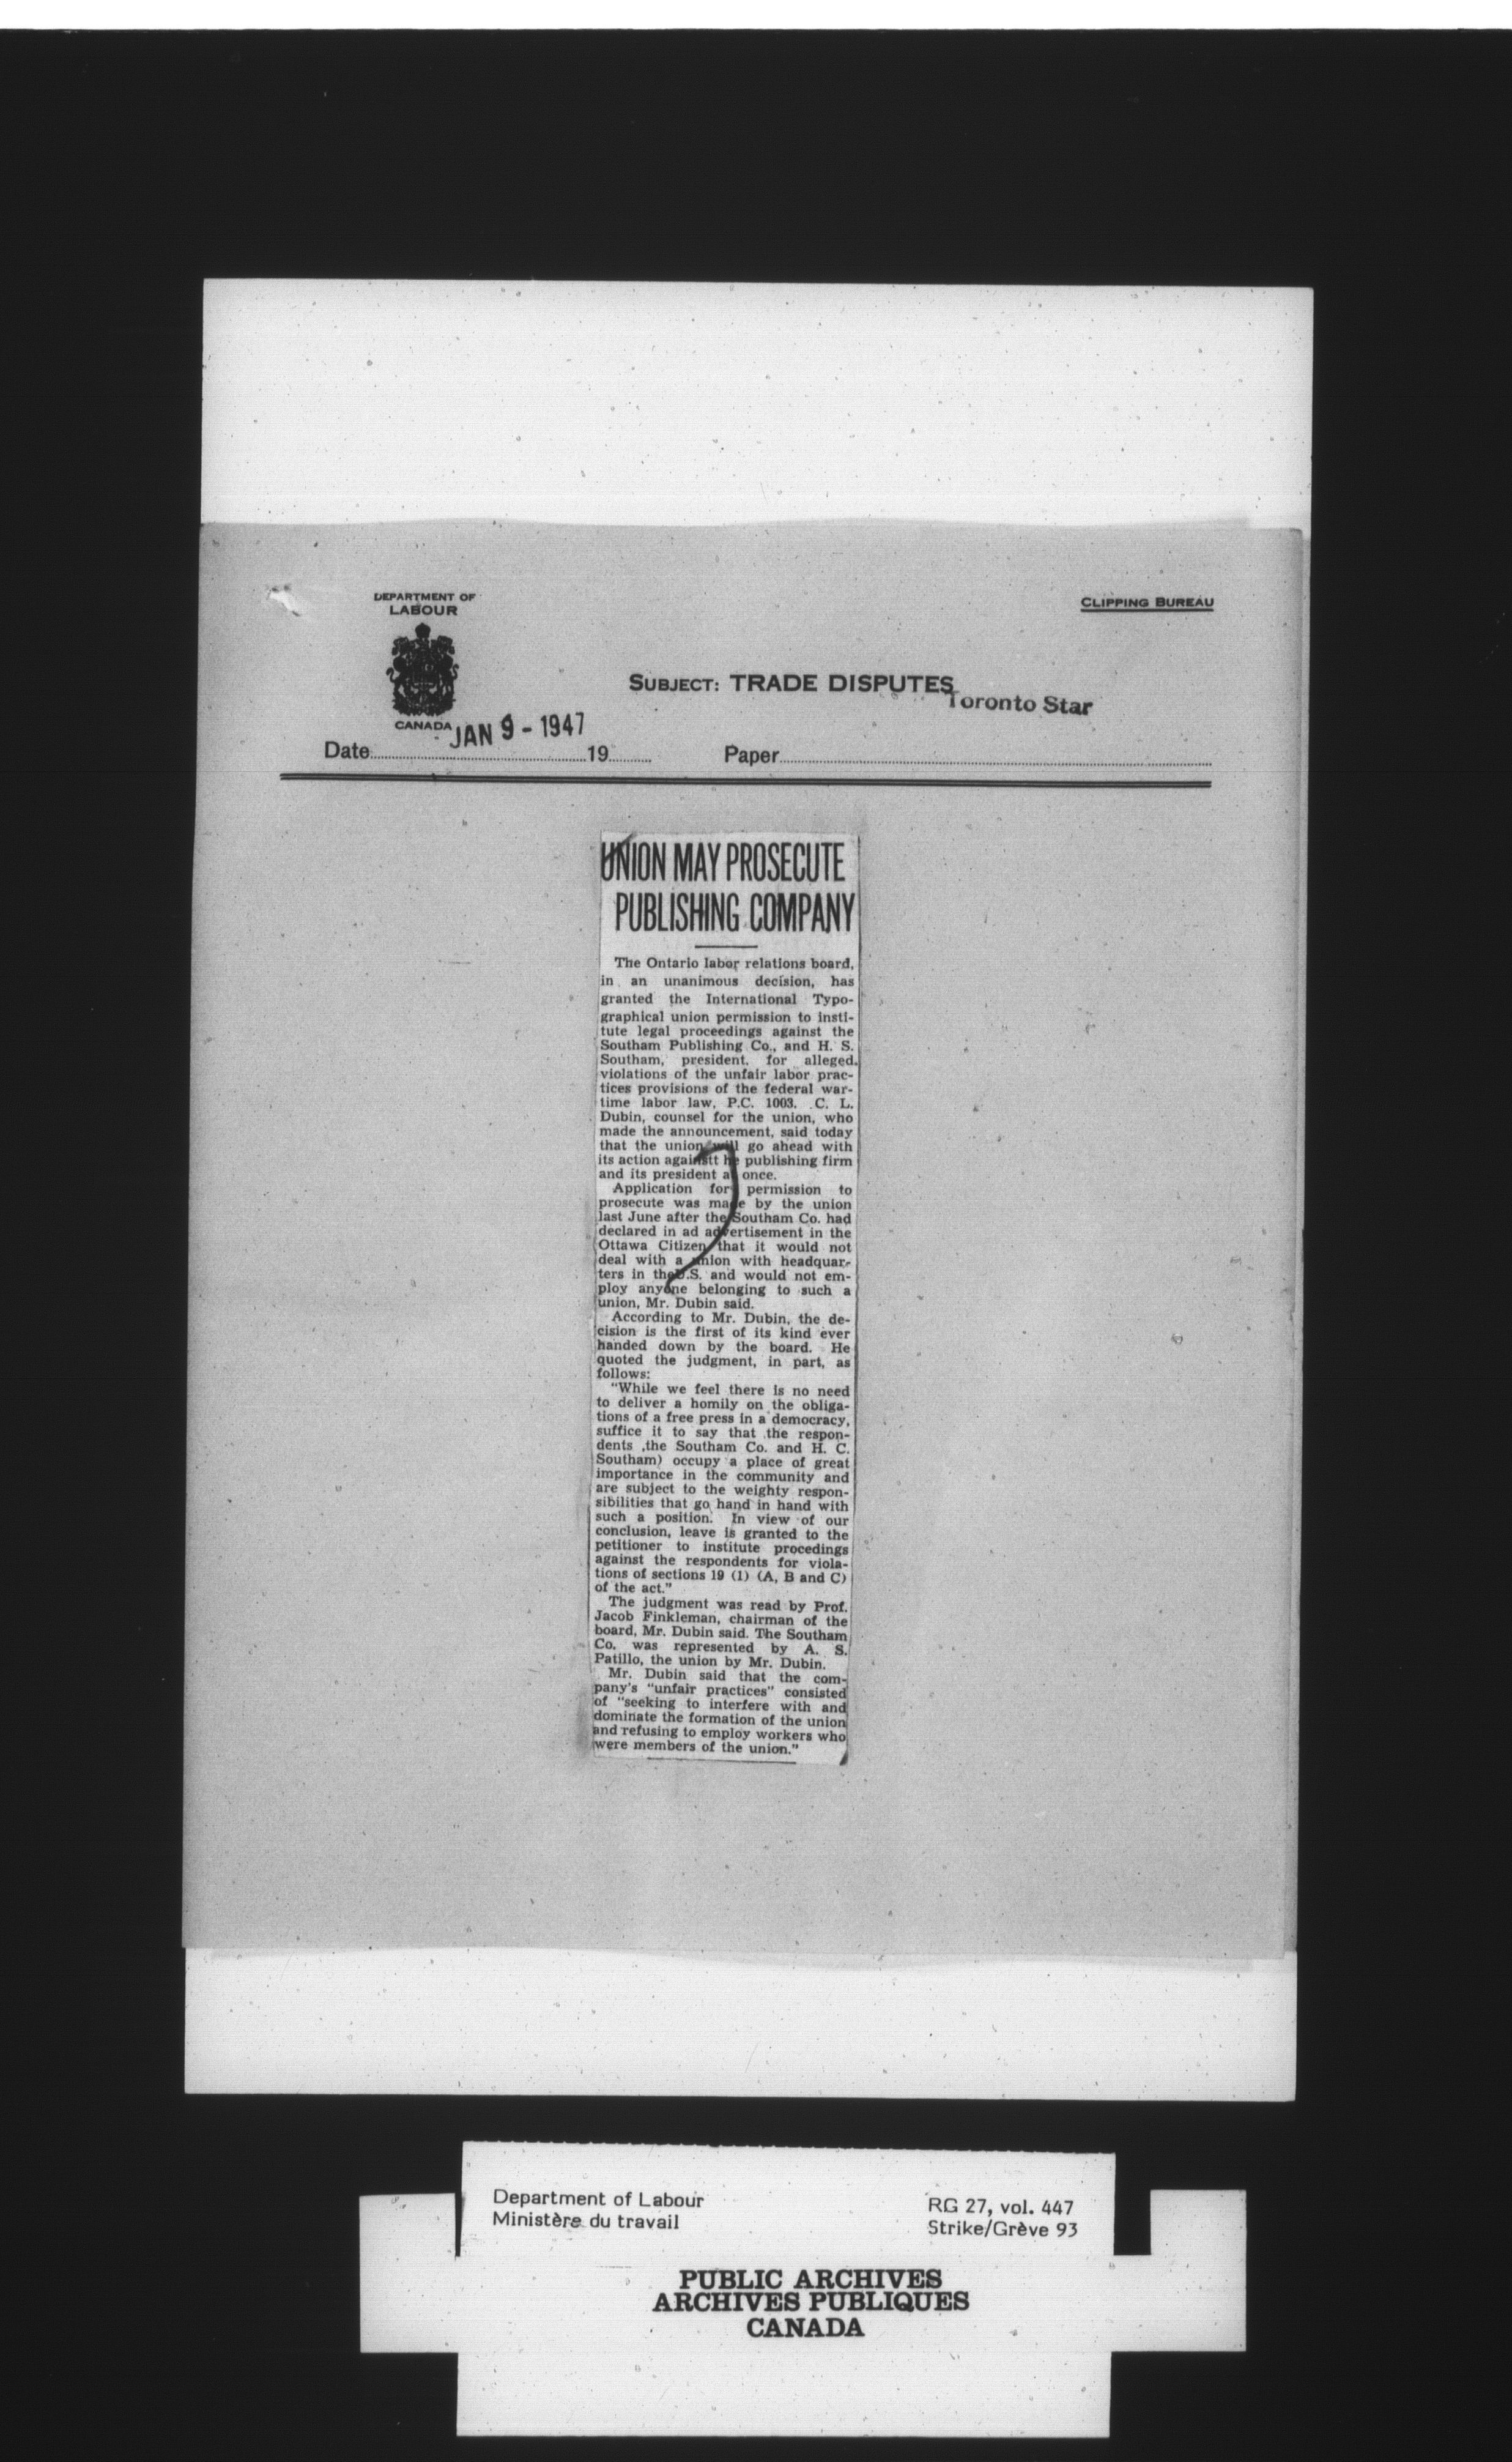 DEPARTMENT OF
LABOUR
CANADA
CLIPPING BUREAU
SUBJECT: TRADE DISPUTES
Toronto Star
JAN 9 - 1947
Date 19 Paper
UNION MAY PROSECUTE
PUBLISHING COMPANY
The Ontario labor relations board,
in an unanimous decision, has
granted the International Typo-
graphical union permission to insti-
tute legal proceedings against the
Southam Publishing Co., and H. S.
Southam, president, for alleged
violations of the unfair labor prac-
tices provisions of the federal war-
time labor law, P.C. 1003. C. L.
Dubin, counsel for the union, who
made the announcement, said today
that the union will go ahead with
its action againstt he publishing firm
and its president at once.
Application for permission to
prosecute was made by the union
last June after the Southam Co. had
declared in ad advertisement in the
Ottawa Citizen that it would not
deal with a union with headquar-
ters in the U.S. and would not em-
ploy anyone belonging to such a
union, Mr. Dubin said.
According to Mr. Dubin, the de-
cision is the first of its kind ever
handed down by the board. He
quoted the judgment, in part, as
follows:
"While we feel there is no need
to deliver a homily on the obliga-
tions of a free press in a democracy,
suffice it to say that the respon-
dents ,the Southam Co. and H. C.
Southam) occupy a place of great
importance in the community and
are subject to the weighty respon-
sibilities that go hand in hand with
such a position. In view of our
conclusion, leave is granted to the
petitioner to institute procedings
against the respondents for viola-
tions of sections 19 (1) (A, B and C)
of the act."
The judgment was read by Prof.
Jacob Finkleman, chairman of the
board, Mr. Dubin said. The Southam
Co. was represented by A. S.
Patillo, the union by Mr. Dubin.
Mr. Dubin said that the com-
pany's "unfair practices" consisted
of "seeking to interfere with and
dominate the formation of the union
and refusing to employ workers who
were members of the union."
Department of Labour
Ministère du travail
RG 27, vol. 447
Strike/Grève 93
PUBLIC ARCHIVES
ARCHIVES PUBLIQUES
CANADA